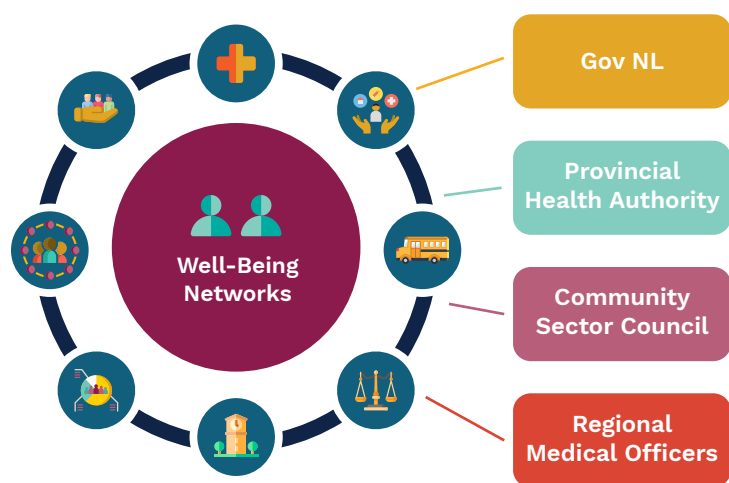 Gov NL
Provincial
Health Authority
Well-Being
Networks
Community
Sector Council
Regional
Medical Officers